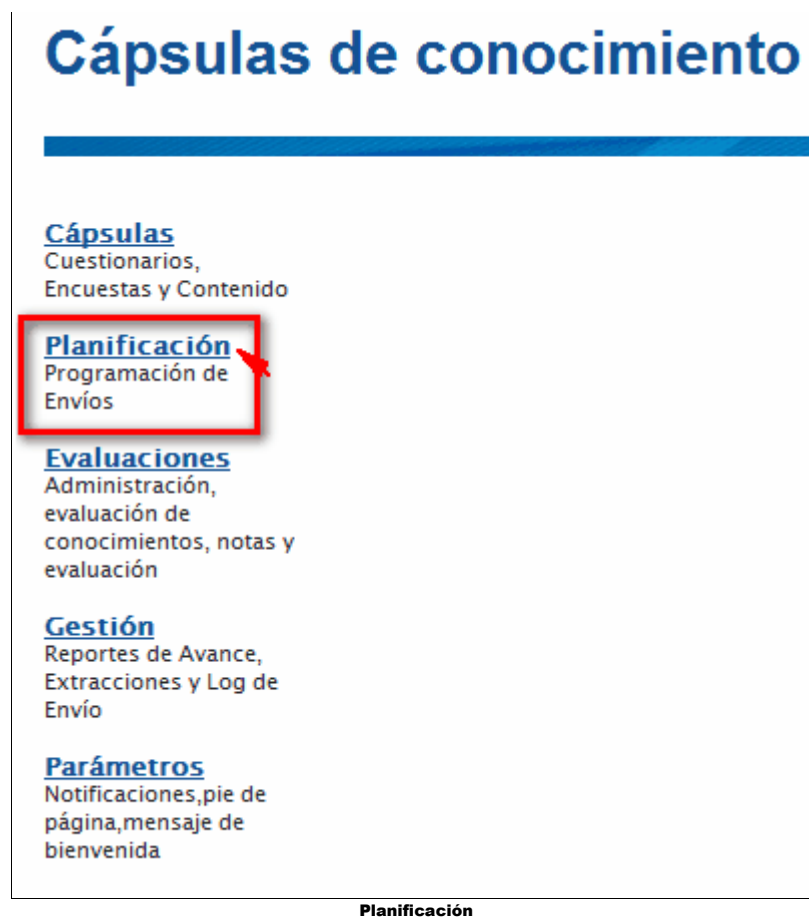 Cápsulas de conocimiento
Cápsulas
Cuestionarios,
Encuestas y Contenido
Planificación
Programación de
Envíos
Evaluaciones
Administración,
evaluación de
conocimientos, notas y
evaluación
Gestión
Reportes de Avance,
Extracciones y Log de
Envío
Parámetros
Notificaciones,pie de
página,mensaje de
bienvenida
Planificación